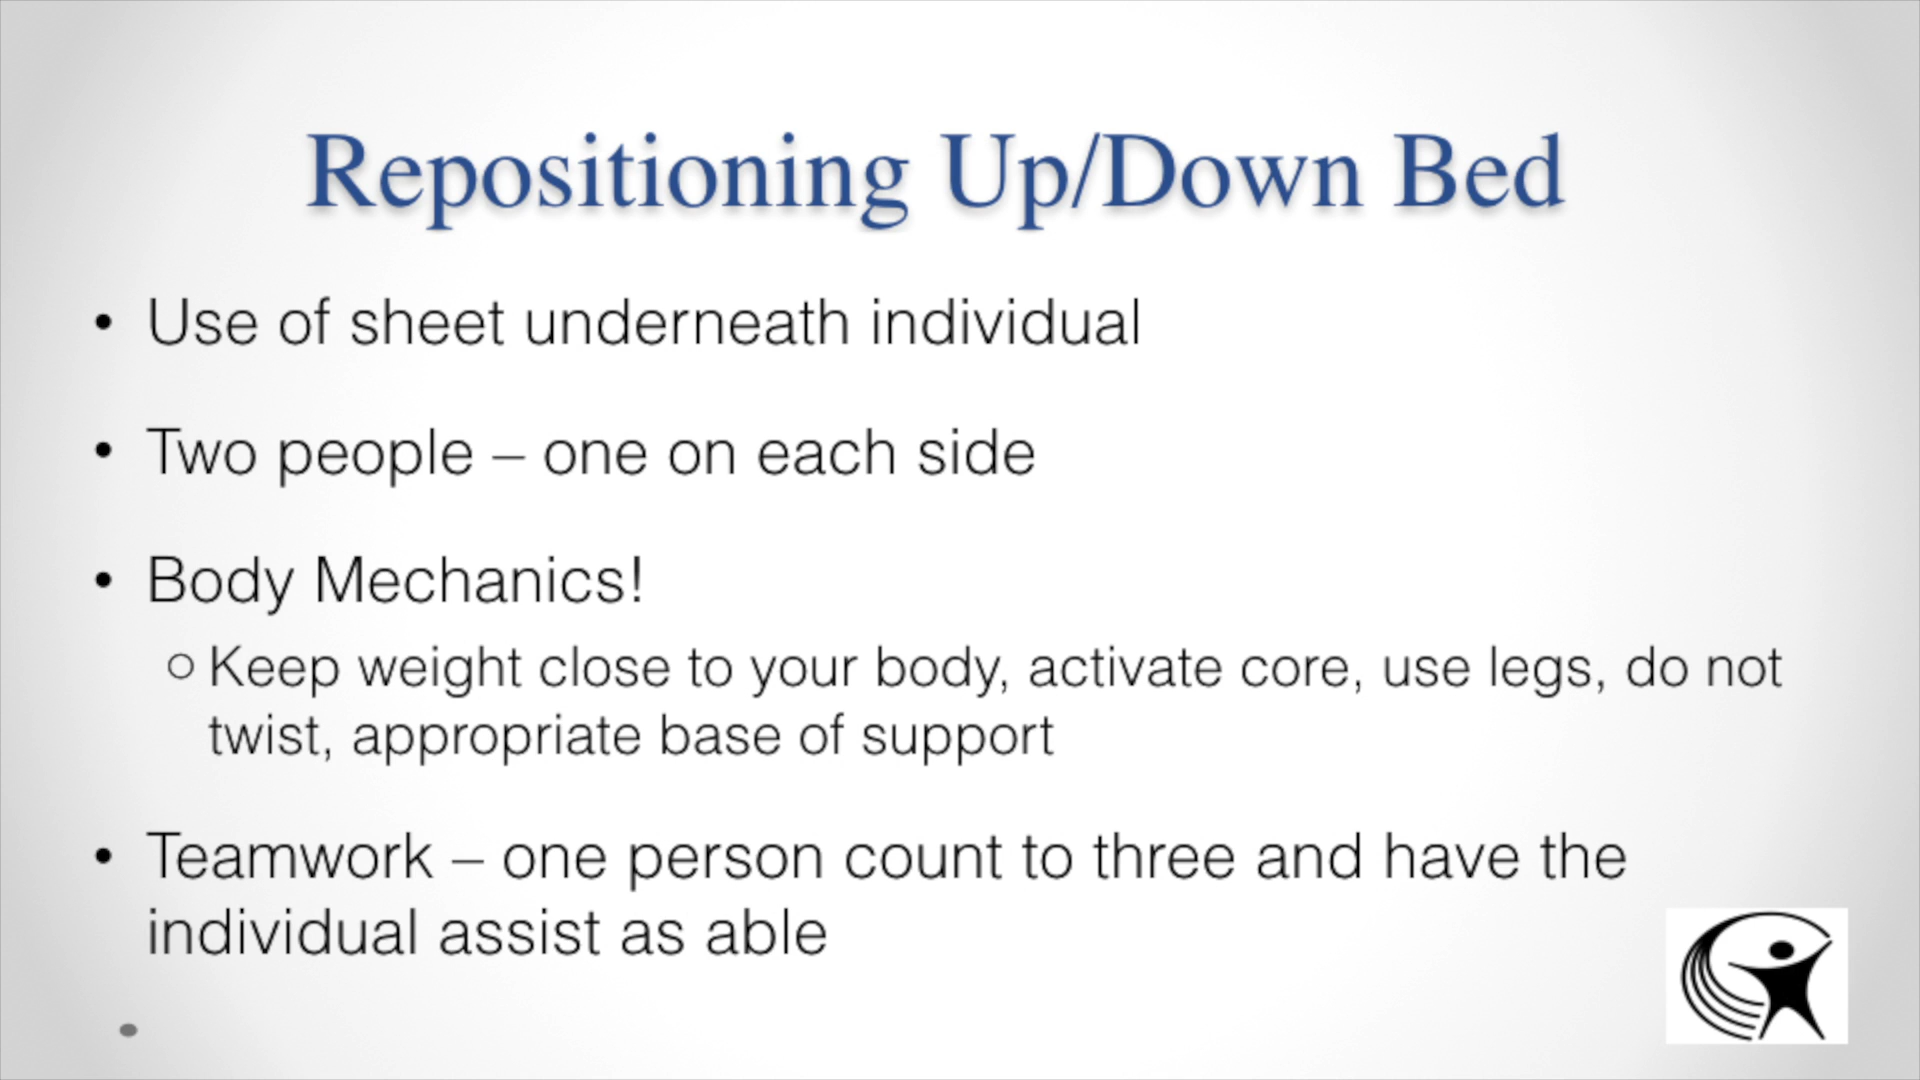 Repositioning Up/Down Bed
• Use of sheet underneath individual
• Two people – one on each side
• Body Mechanics!
○ Keep weight close to your body, activate core, use legs, do not
twist, appropriate base of support
• Teamwork – one person count to three and have the
individual assist as able